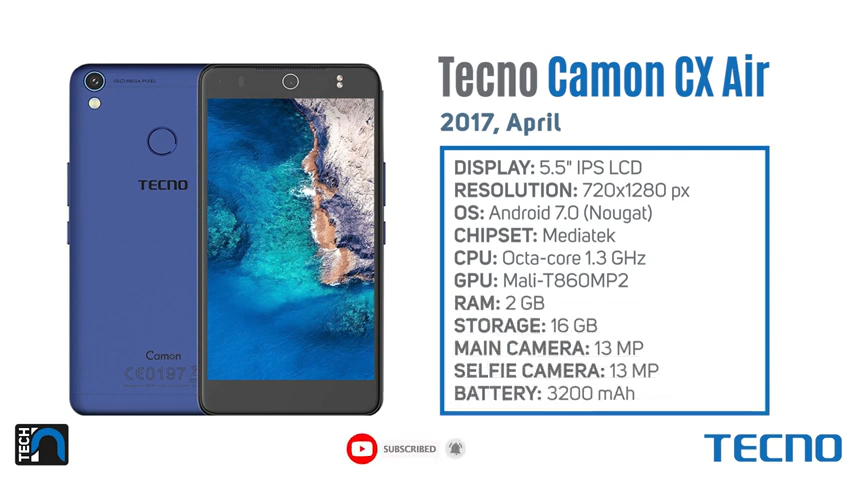 Tecno Camon CX Air
2017, April
DISPLAY: 5.5" IPS LCD
RESOLUTION: 720x1280 px
OS: Android 7.0 (Nougat)
CHIPSET: Mediatek
CPU: Octa-core 1.3 GHz
GPU: Mali-T860MP2
RAM: 2 GB
STORAGE: 16 GB
MAIN CAMERA: 13 MP
SELFIE CAMERA: 13 MP
BATTERY: 3200 mAh
TECNO
Camon
CE0197
TECH
SUBSCRIBED
TECNO